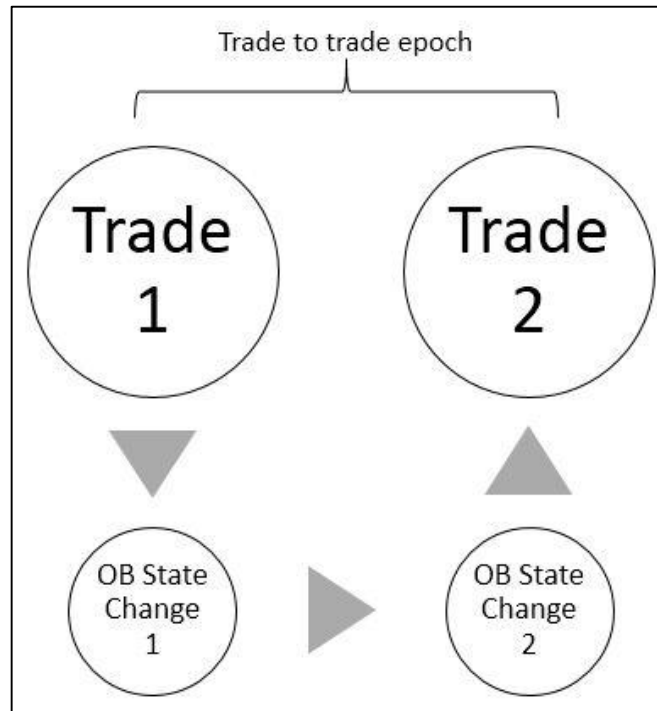 Trade to trade epoch
Trade
1
Trade
2
OB State
Change
1
OB State
Change
2